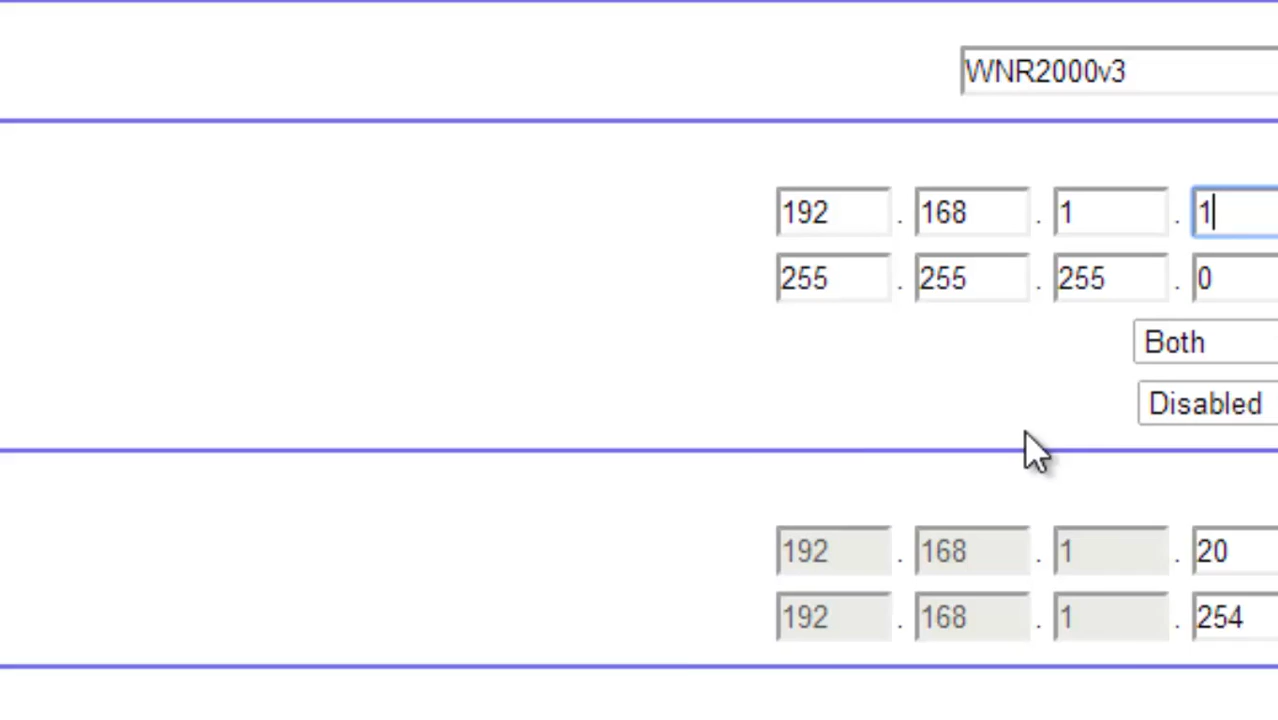 WNR2000v3
192 . 168 . 1 . 1
255 . 255 . 255 . 0
Both
Disabled
192 . 168 . 1 . 20
192 . 168 . 1 . 254